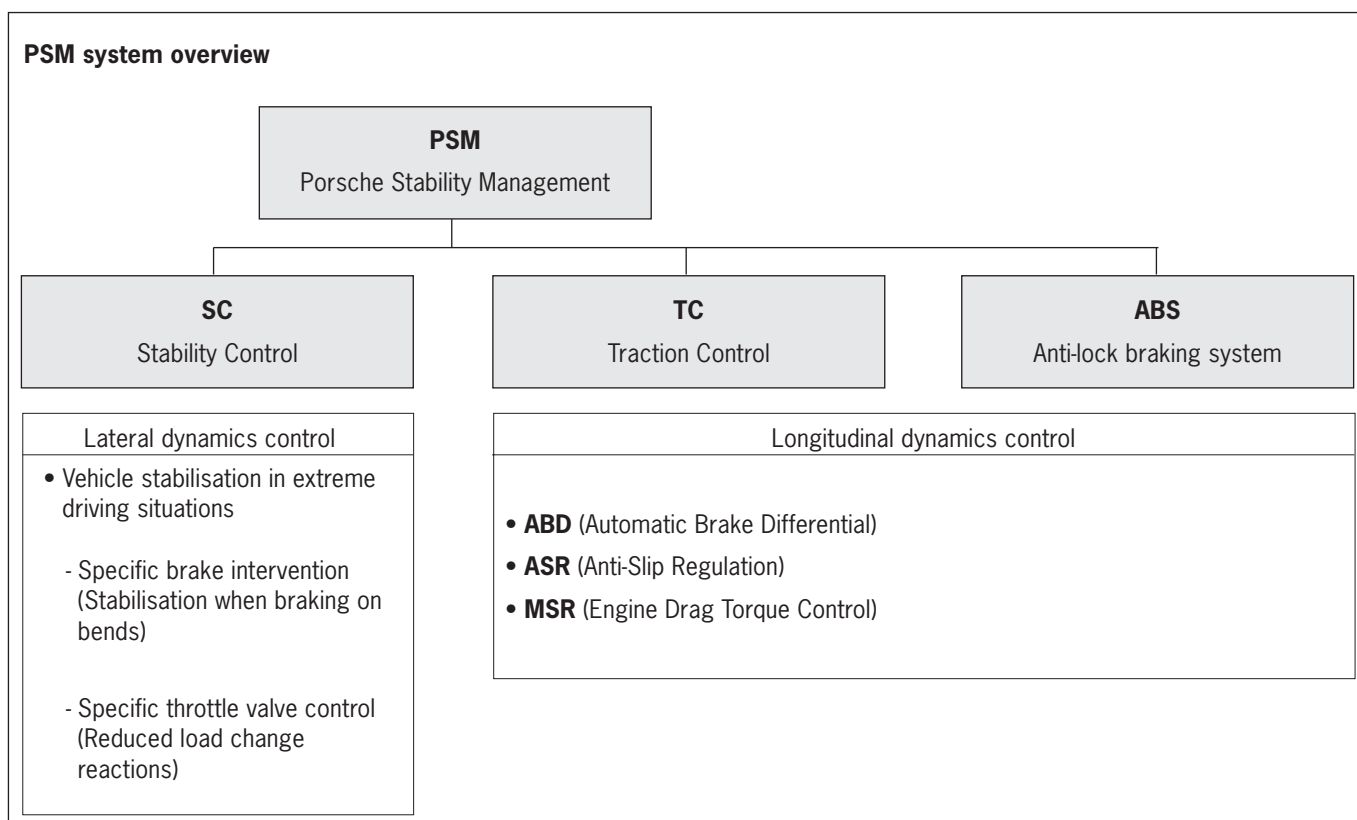 PSM system overview
PSM
Porsche Stability Management
SC
Stability Control
TC
Traction Control
ABS
Anti-lock braking system
Lateral dynamics control
• Vehicle stabilisation in extreme
driving situations
- Specific brake intervention
(Stabilisation when braking on
bends)
- Specific throttle valve control
(Reduced load change
reactions)
Longitudinal dynamics control
• ABD (Automatic Brake Differential)
• ASR (Anti-Slip Regulation)
• MSR (Engine Drag Torque Control)